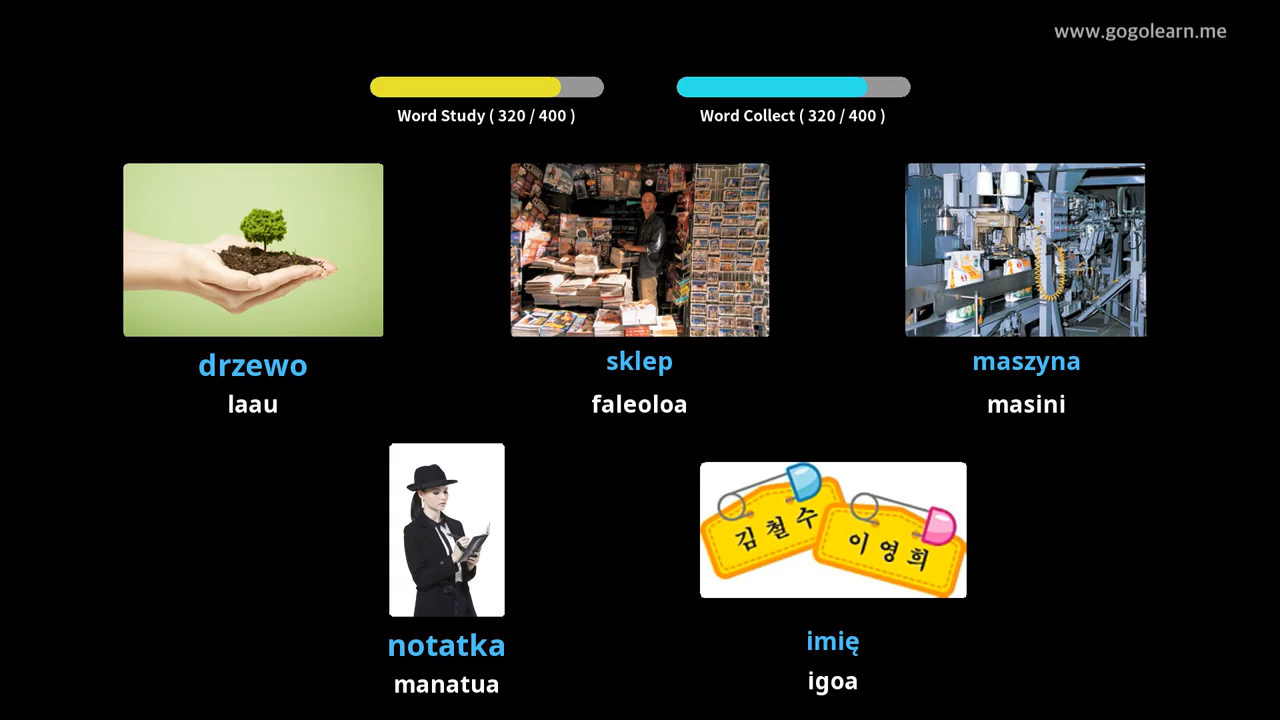 www.gogolearn.me
Word Study ( 320 / 400 )
Word Collect ( 320 / 400 )
drzewo
laau
sklep
faleoloa
maszyna
masini
김철수
이영희
notatka
manatua
imię
igoa